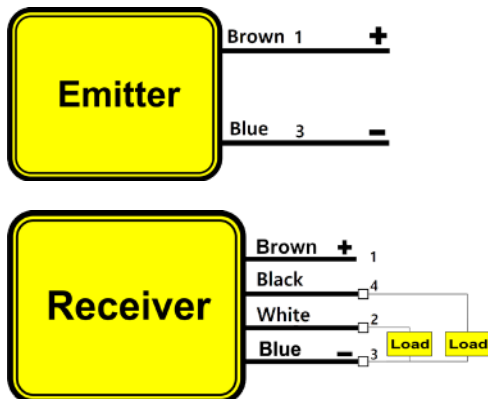 Brown 1 +
Emitter
Blue 3 -
Brown + 1
Black 4
Receiver
White 2
Load Load
Blue - 3